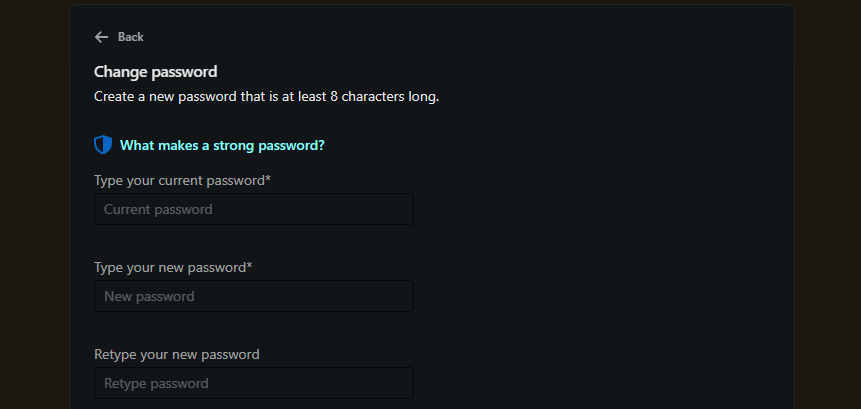 Back
Change password
Create a new password that is at least 8 characters long.
What makes a strong password?
Type your current password*
Current password
Type your new password*
New password
Retype your new password
Retype password